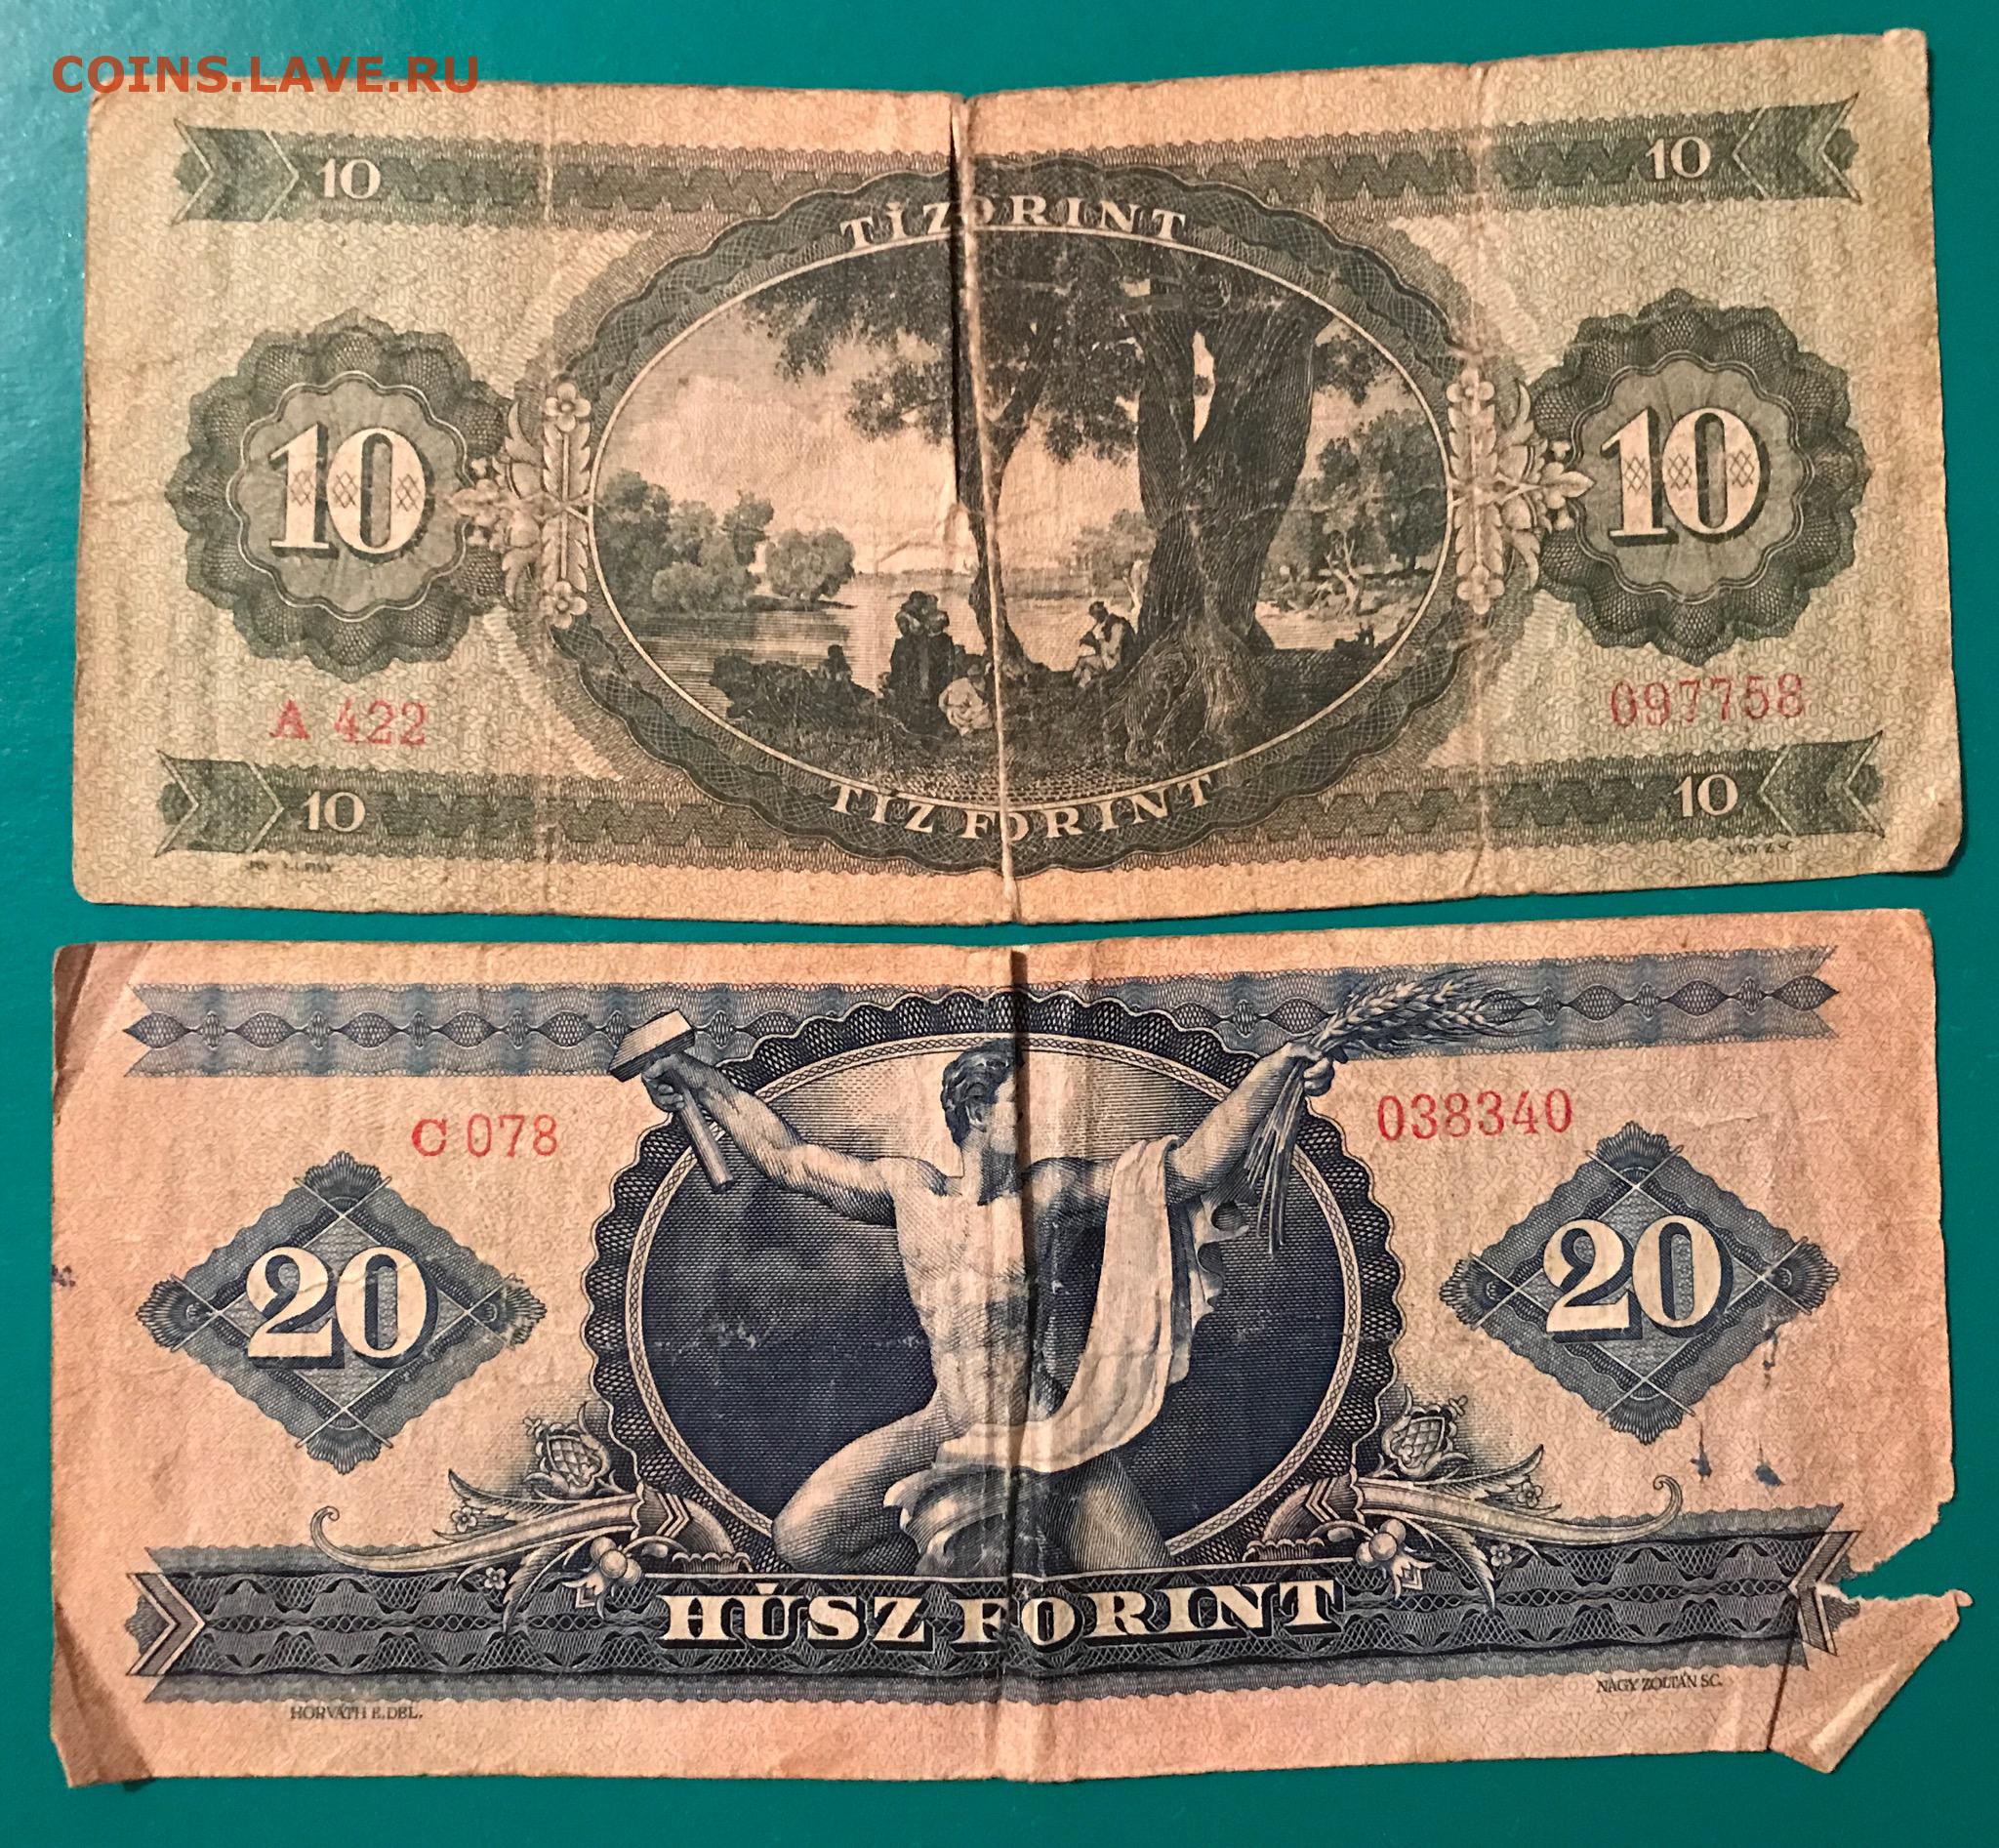 COINS.LAVE.RU
10 10
TÍZ ORINT
10 10
A 422 097758
TÍZ FORINT
10 10
C 078 038340
20 20
HÚSZ FORINT
HORVÁTH E. DEL. NAGY ZOLTÁN SC.